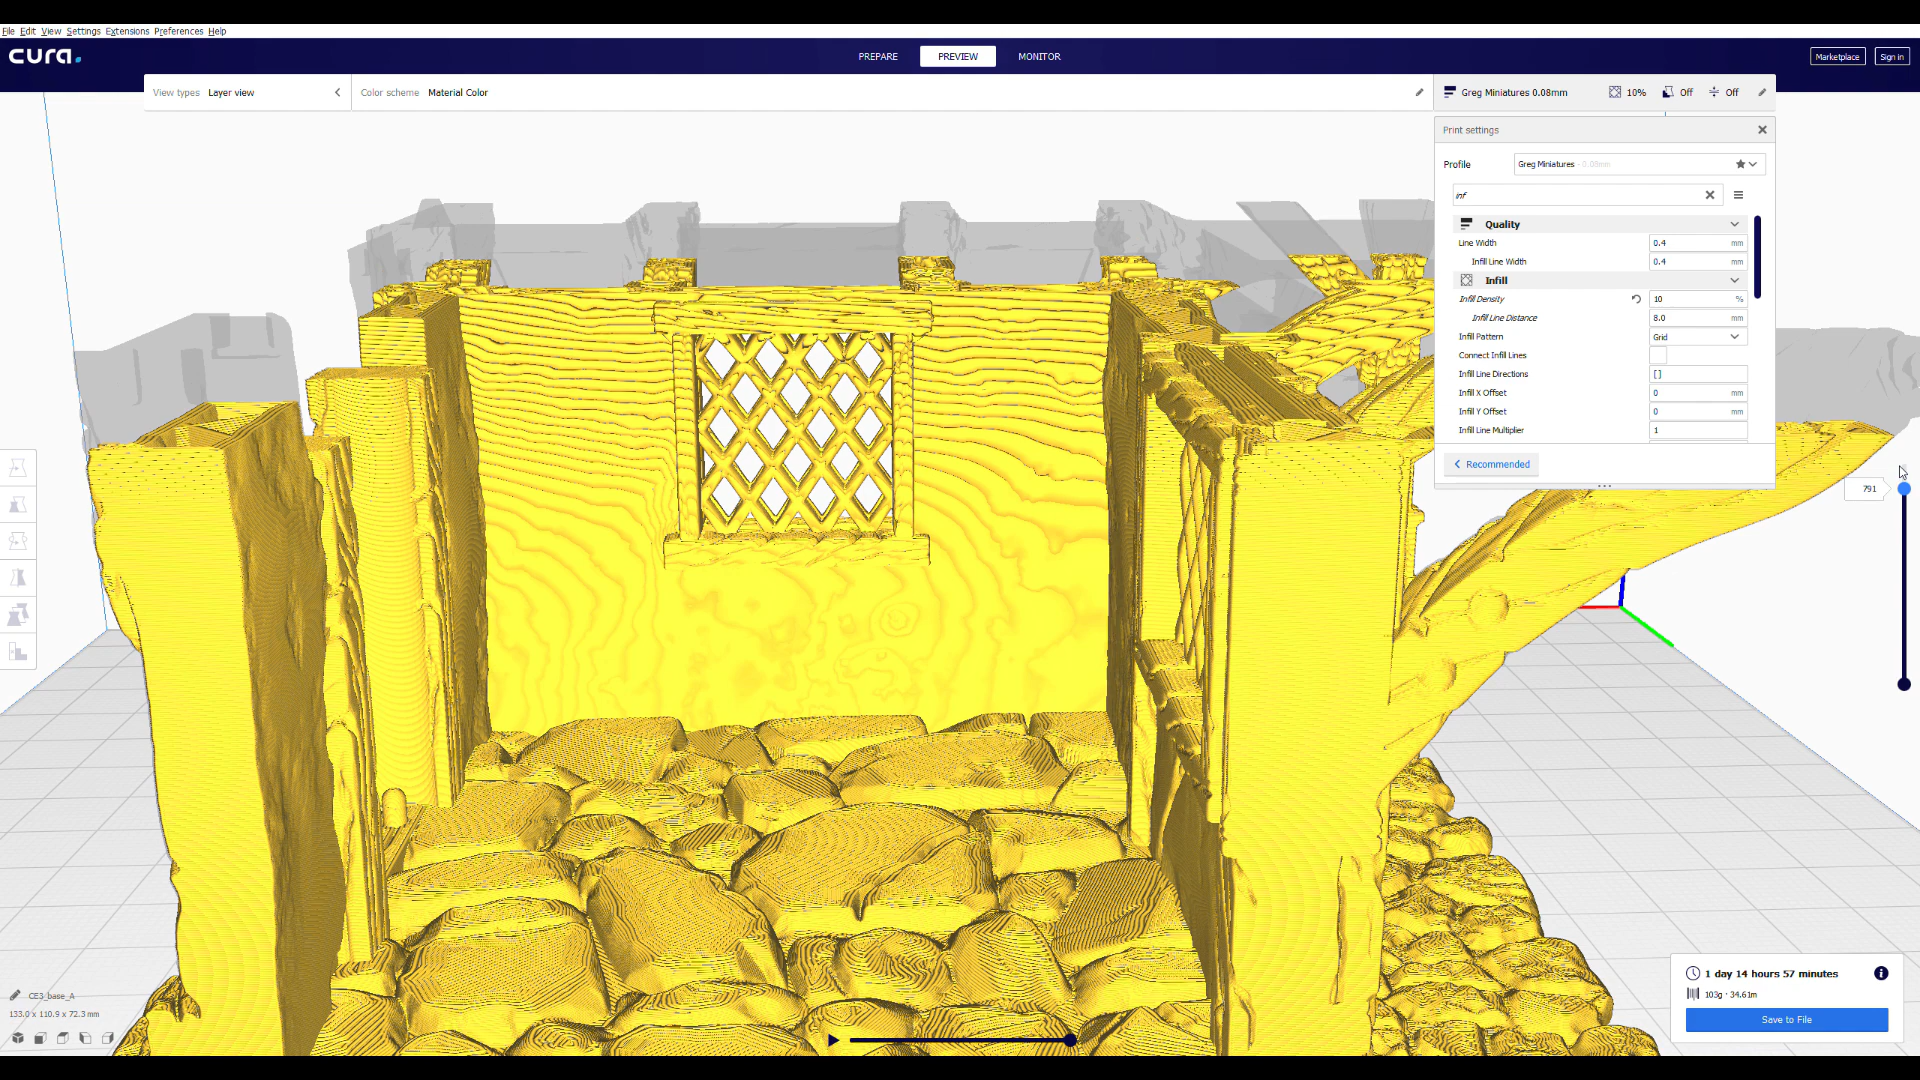 File Edit View Settings Extensions Preferences Help
cura.
PREPARE PREVIEW MONITOR
Marketplace Sign in
View types Layer view
Color scheme Material Color
Greg Miniatures 0.08mm 10% Off Off
Print settings
Profile Greg Miniatures - 0.08mm
inf
Quality
Line Width 0.4 mm
Infill Line Width 0.4 mm
Infill
Infill Density 10 %
Infill Line Distance 8.0 mm
Infill Pattern Grid
Connect Infill Lines
Infill Line Directions []
Infill X Offset 0 mm
Infill Y Offset 0 mm
Infill Line Multiplier 1
Recommended
791
1 day 14 hours 57 minutes
103g · 34.61m
Save to File
CE3_base_A
133.0 x 110.9 x 72.3 mm